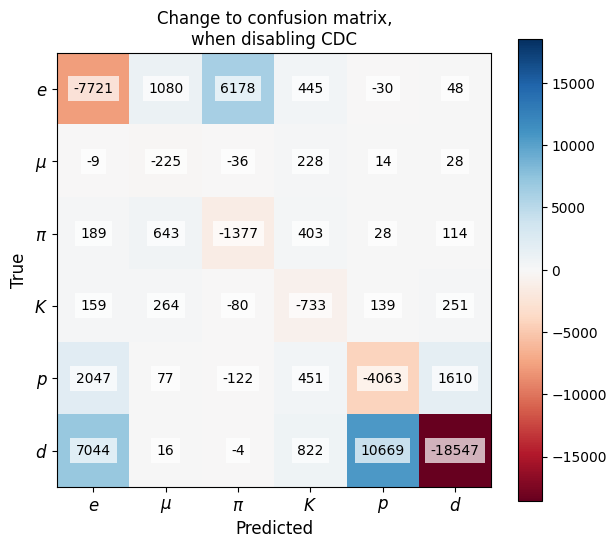 Change to confusion matrix,
when disabling CDC
e -7721 1080 6178 445 -30 48
μ -9 -225 -36 228 14 28
π 189 643 -1377 403 28 114
K 159 264 -80 -733 139 251
p 2047 77 -122 451 -4063 1610
d 7044 16 -4 822 10669 -18547
e μ π K p d
Predicted
True
15000
10000
5000
0
−5000
−10000
−15000